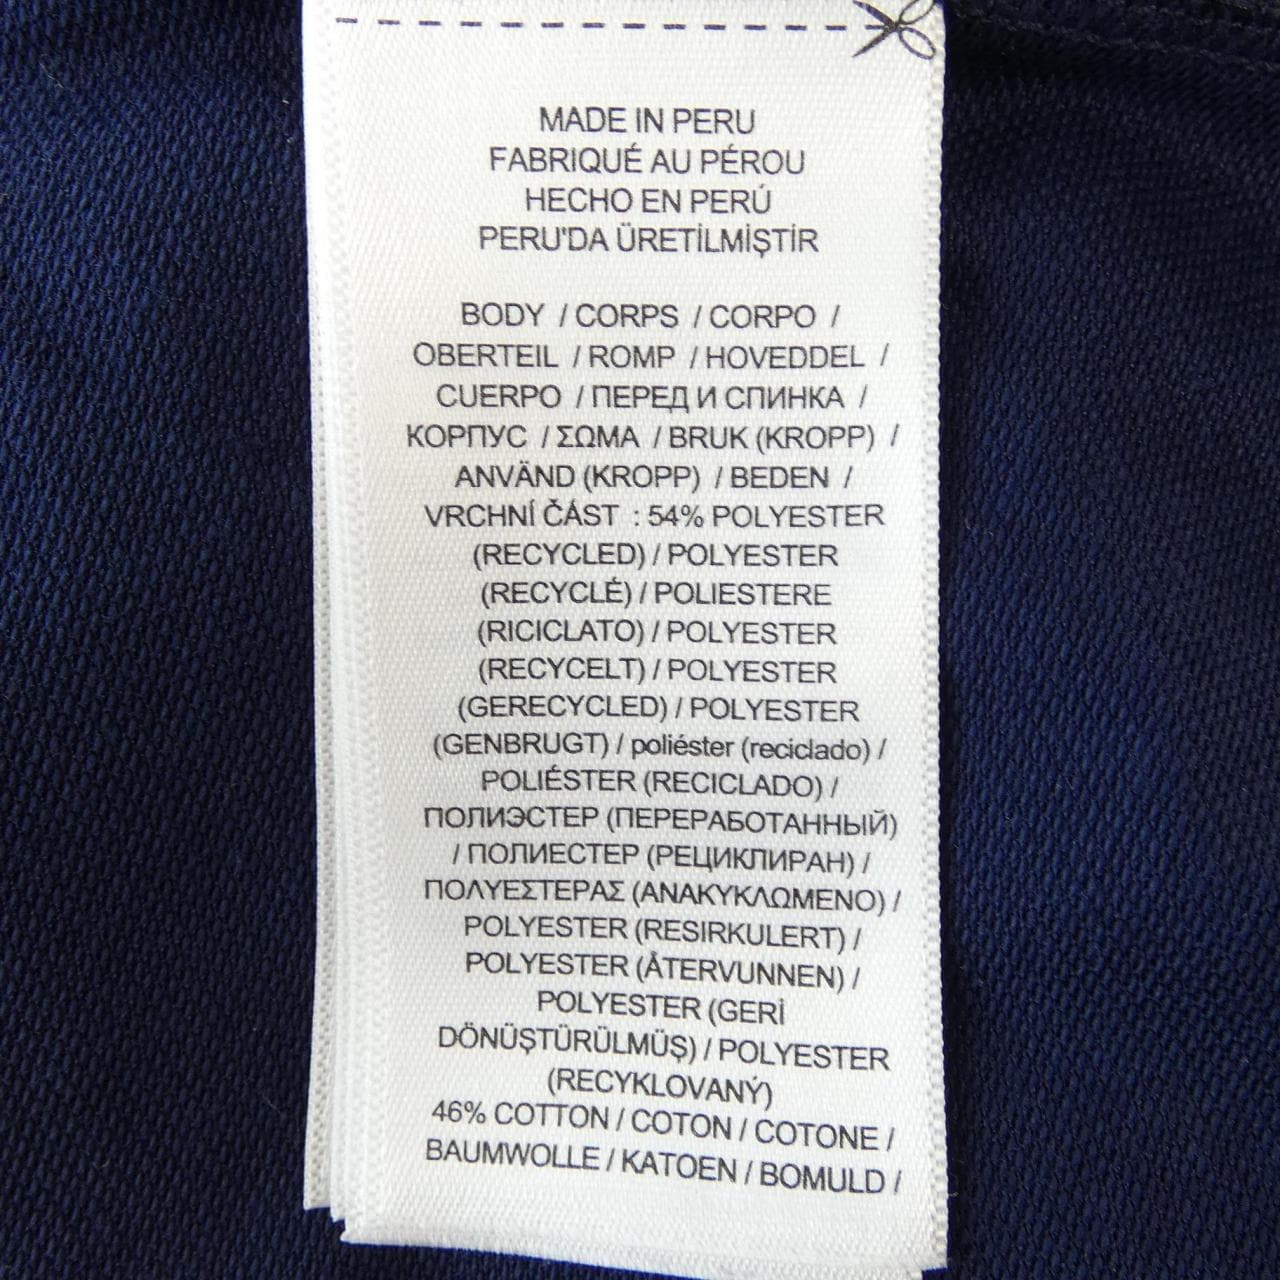 MADE IN PERU
FABRIQUÉ AU PÉROU
HECHO EN PERÚ
PERU'DA ÜRETİLMİŞTİR
BODY / CORPS / CORPO /
OBERTEIL / ROMP / HOVEDDEL /
CUERPO / ПЕРЕД И СПИНКА /
КОРПУС / ΣΩΜΑ / BRUK (KROPP) /
ANVÄND (KROPP) / BEDEN /
VRCHNÍ ČÁST : 54% POLYESTER
(RECYCLED) / POLYESTER
(RECYCLÉ) / POLIESTERE
(RICICLATO) / POLYESTER
(RECYCELT) / POLYESTER
(GERECYCLED) / POLYESTER
(GENBRUGT) / poliéster (reciclado) /
POLIÉSTER (RECICLADO) /
ПОЛИЭСТЕР (ПЕРЕРАБОТАННЫЙ)
/ ПОЛИЕСТЕР (РЕЦИКЛИРАН) /
ΠΟΛΥΕΣΤΕΡΑΣ (ΑΝΑΚΥΚΛΩΜΕΝΟ) /
POLYESTER (RESIRKULERT) /
POLYESTER (ÅTERVUNNEN) /
POLYESTER (GERİ
DÖNÜŞTÜRÜLMÜŞ) / POLYESTER
(RECYKLOVANÝ)
46% COTTON / COTON / COTONE /
BAUMWOLLE / KATOEN / BOMULD /